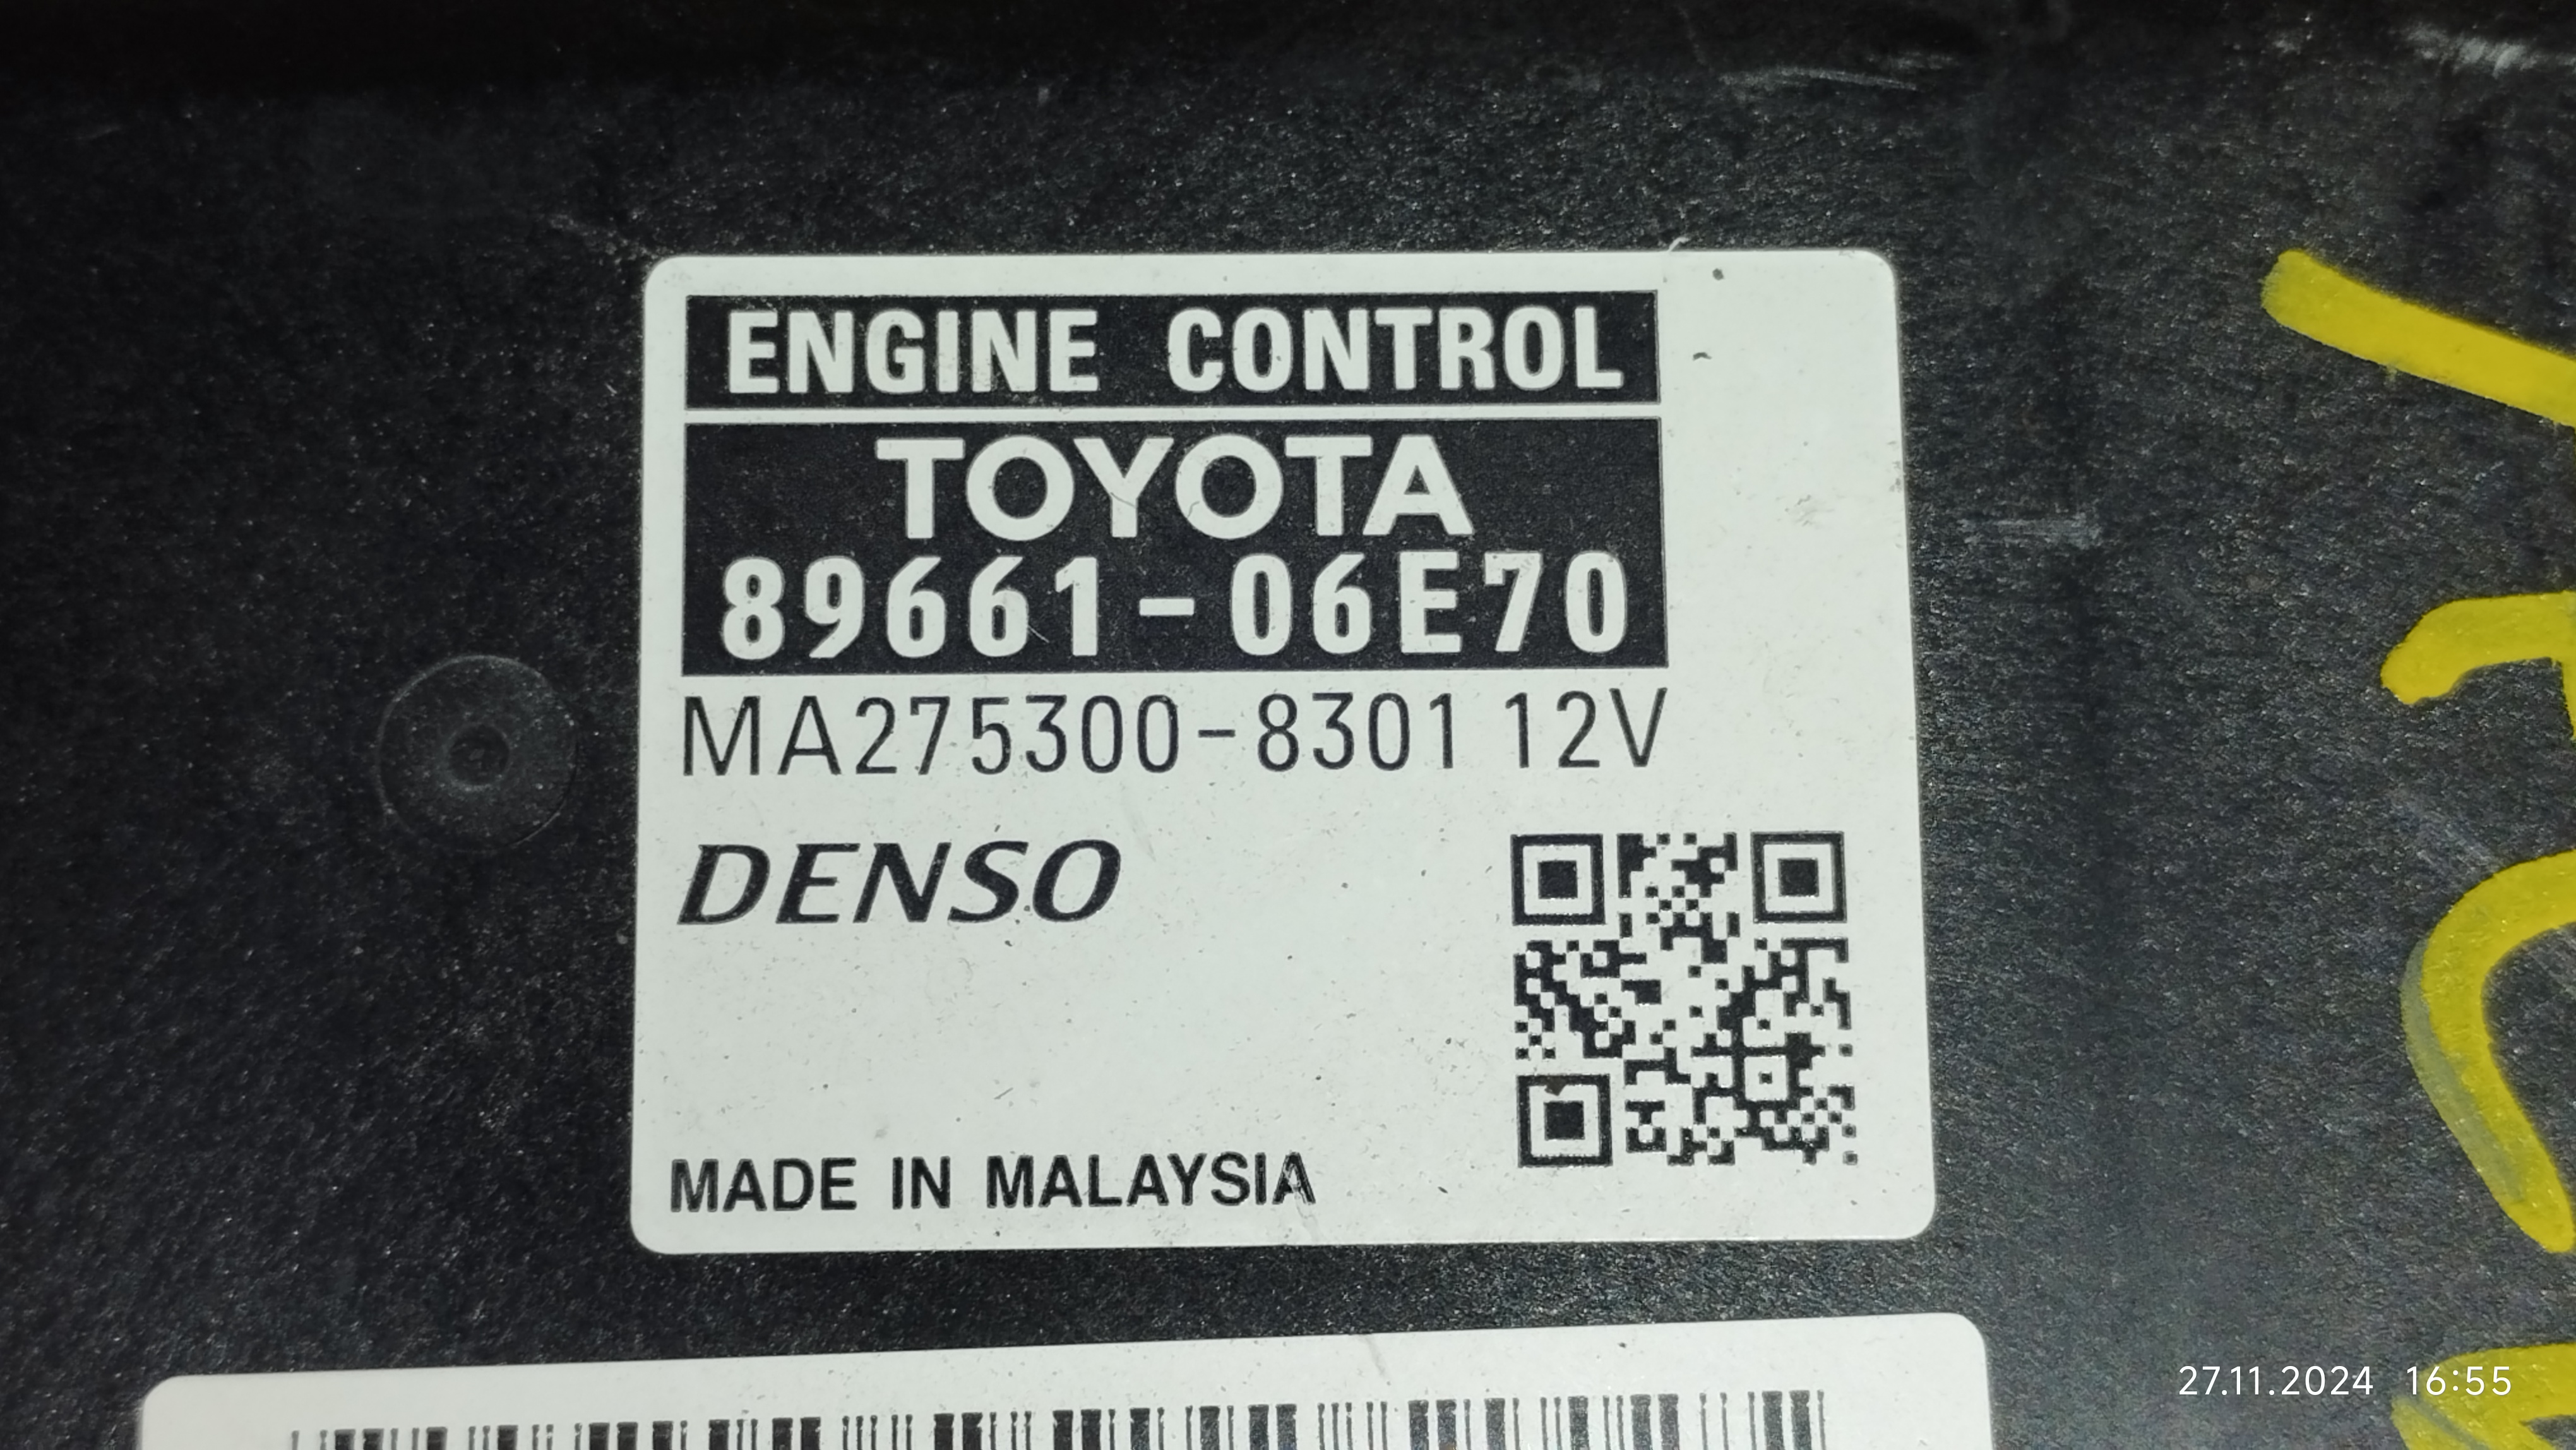 ENGINE CONTROL
TOYOTA
89661-06E70
MA275300-8301 12V
DENSO
MADE IN MALAYSIA
27.11.2024 16:55